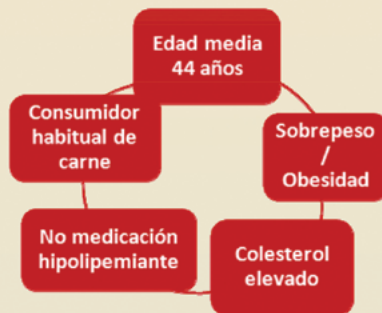 Edad media
44 años
Sobrepeso
/
Obesidad
Colesterol
elevado
No medicación
hipolipemiante
Consumidor
habitual de
carne